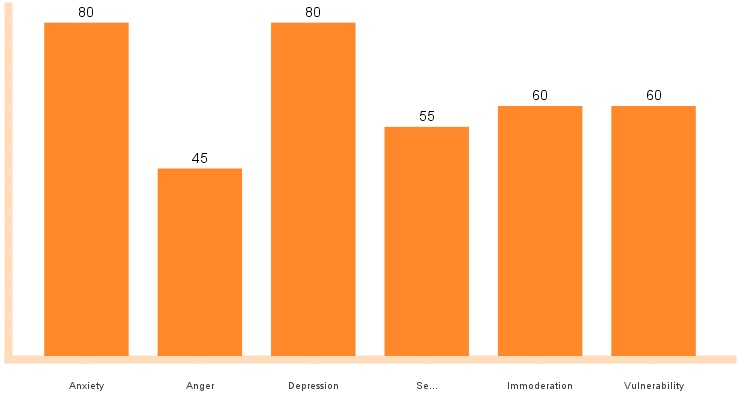 80
45
80
55
60
60
Anxiety
Anger
Depression
Se...
Immoderation
Vulnerability